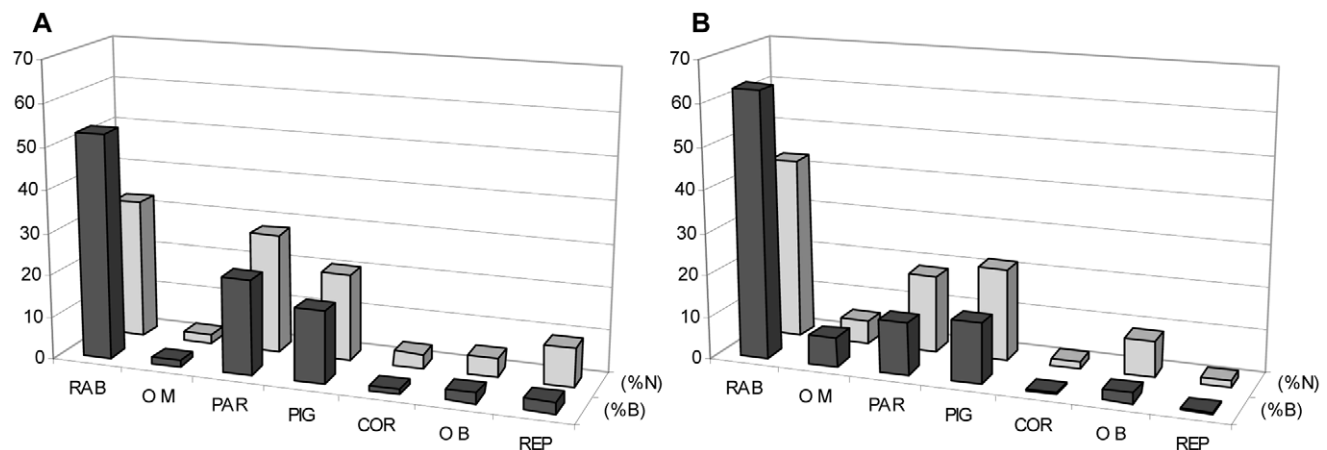 A
70
60
50
40
30
20
10
0
RAB
O M
PAR
PIG
COR
O B
REP
(%N)
(%B)
B
70
60
50
40
30
20
10
0
RAB
O M
PAR
PIG
COR
O B
REP
(%N)
(%B)